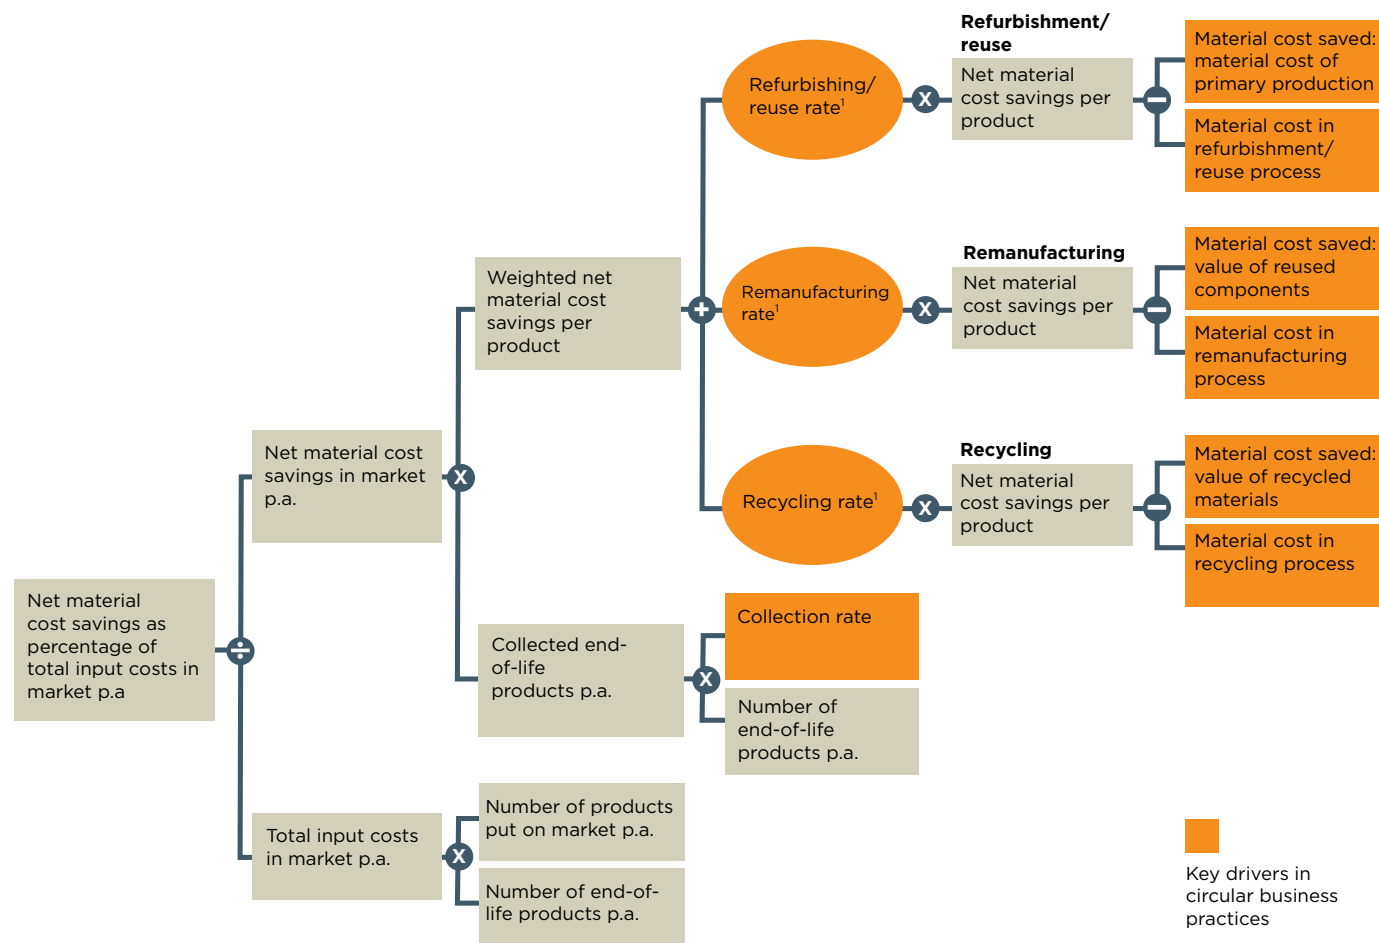 Net material
cost savings as
percentage of
total input costs in
market p.a
Net material cost
savings in market
p.a.
Total input costs
in market p.a.
Weighted net
material cost
savings per
product
Collected end-
of-life
products p.a.
Number of products
put on market p.a.
Number of end-of-
life products p.a.
Refurbishing/
reuse rate¹
Remanufacturing
rate¹
Recycling rate¹
Collection rate
Number of
end-of-life
products p.a.
Refurbishment/
reuse
Net material
cost savings per
product
Remanufacturing
Net material
cost savings per
product
Recycling
Net material
cost savings per
product
Material cost saved:
material cost of
primary production
Material cost in
refurbishment/
reuse process
Material cost saved:
value of reused
components
Material cost in
remanufacturing
process
Material cost saved:
value of recycled
materials
Material cost in
recycling process
Key drivers in
circular business
practices
÷
X
X
+
X
X
X
X
−
−
−